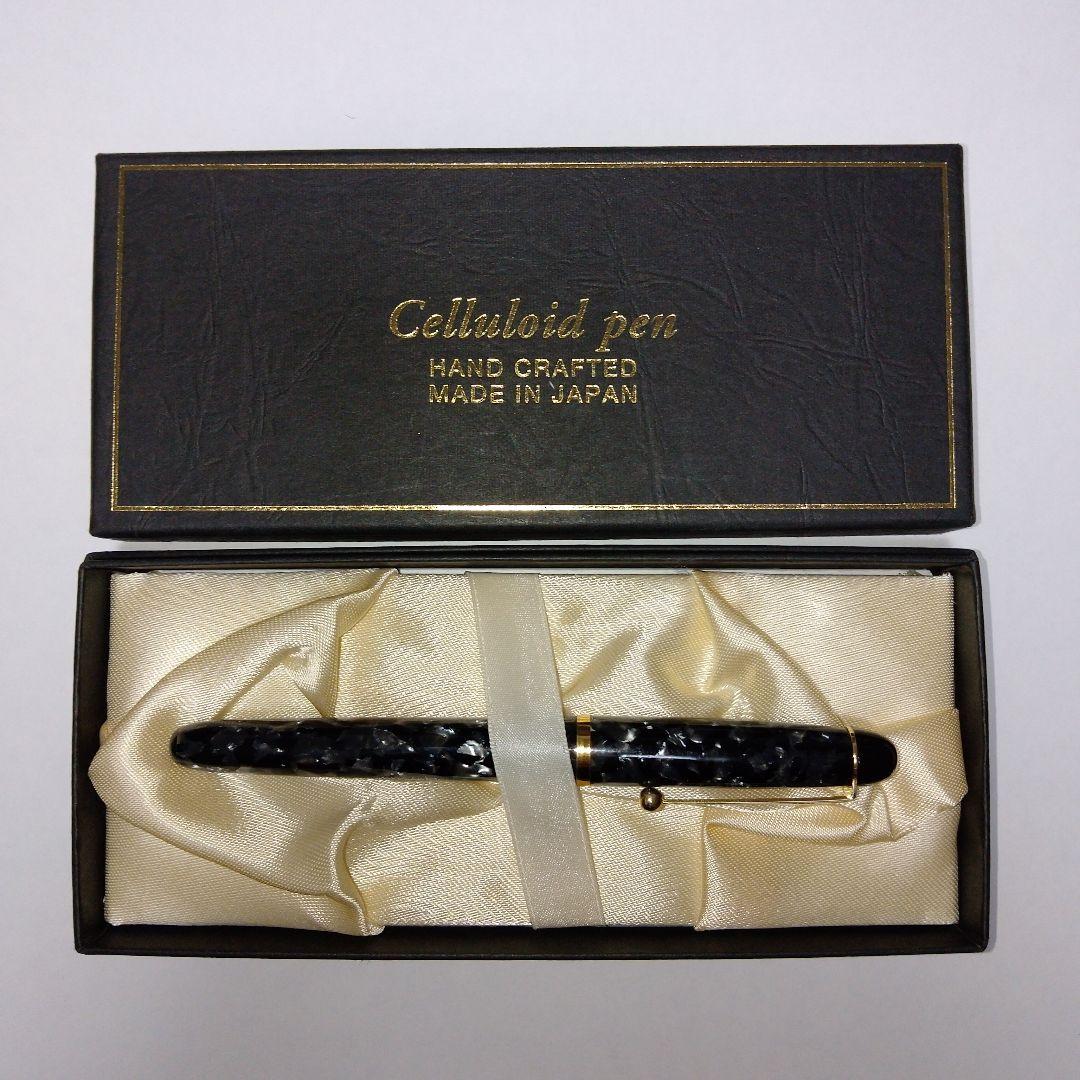 Celluloid pen
HAND CRAFTED
MADE IN JAPAN